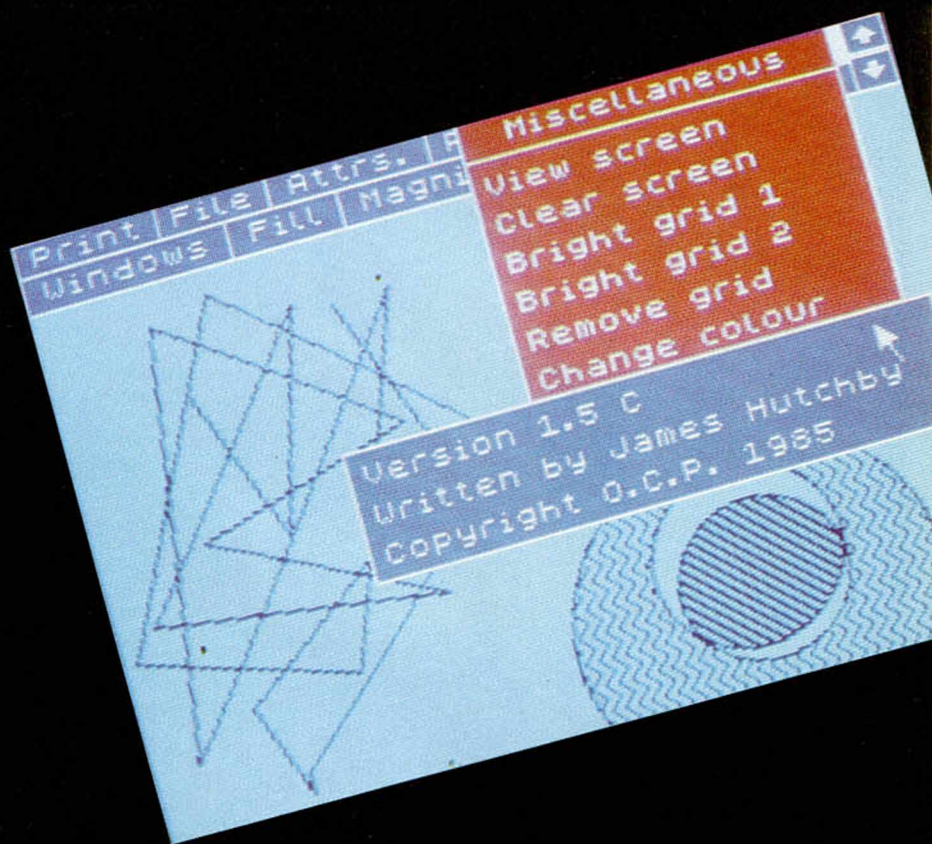 Print File Attrs.
Windows Fill Magni
Miscellaneous
View screen
Clear screen
Bright grid 1
Bright grid 2
Remove grid
Change colour
Version 1.5 C
Written by James Hutchby
Copyright O.C.P. 1985